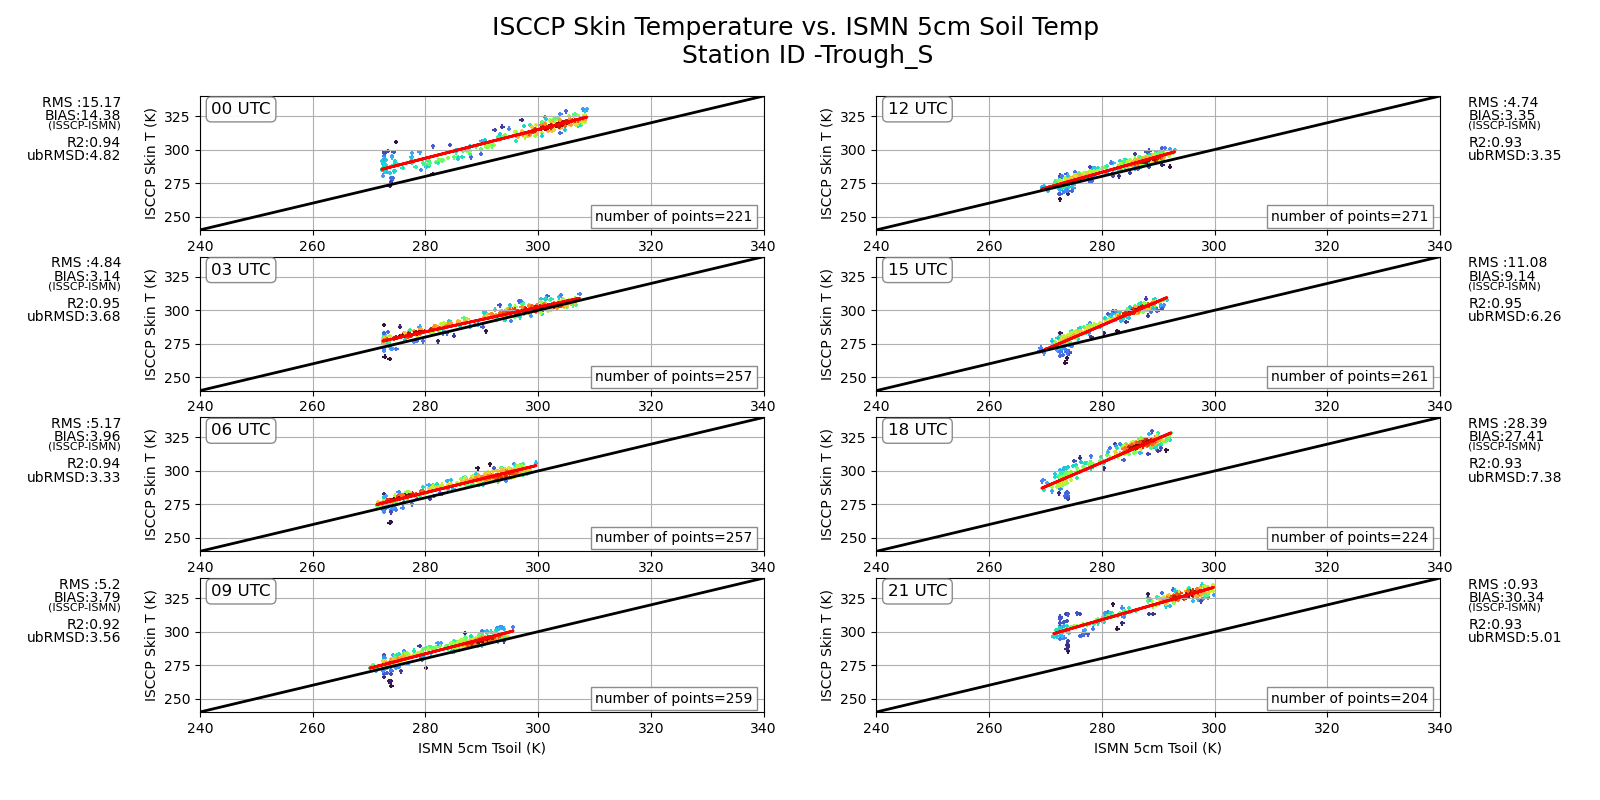 ISCCP Skin Temperature vs. ISMN 5cm Soil Temp
Station ID -Trough_S
RMS :15.17
BIAS:14.38
(ISSCP-ISMN)
R2:0.94
ubRMSD:4.82
ISCCP Skin T (K)
325
300
275
250
00 UTC
number of points=221
240 260 280 300 320 340
ISCCP Skin T (K)
325
300
275
250
12 UTC
number of points=271
240 260 280 300 320 340
RMS :4.74
BIAS:3.35
(ISSCP-ISMN)
R2:0.93
ubRMSD:3.35
RMS :4.84
BIAS:3.14
(ISSCP-ISMN)
R2:0.95
ubRMSD:3.68
ISCCP Skin T (K)
325
300
275
250
03 UTC
number of points=257
240 260 280 300 320 340
ISCCP Skin T (K)
325
300
275
250
15 UTC
number of points=261
240 260 280 300 320 340
RMS :11.08
BIAS:9.14
(ISSCP-ISMN)
R2:0.95
ubRMSD:6.26
RMS :5.17
BIAS:3.96
(ISSCP-ISMN)
R2:0.94
ubRMSD:3.33
ISCCP Skin T (K)
325
300
275
250
06 UTC
number of points=257
240 260 280 300 320 340
ISCCP Skin T (K)
325
300
275
250
18 UTC
number of points=224
240 260 280 300 320 340
RMS :28.39
BIAS:27.41
(ISSCP-ISMN)
R2:0.93
ubRMSD:7.38
RMS :5.2
BIAS:3.79
(ISSCP-ISMN)
R2:0.92
ubRMSD:3.56
ISCCP Skin T (K)
325
300
275
250
09 UTC
number of points=259
240 260 280 300 320 340
ISMN 5cm Tsoil (K)
ISCCP Skin T (K)
325
300
275
250
21 UTC
number of points=204
240 260 280 300 320 340
ISMN 5cm Tsoil (K)
RMS :0.93
BIAS:30.34
(ISSCP-ISMN)
R2:0.93
ubRMSD:5.01